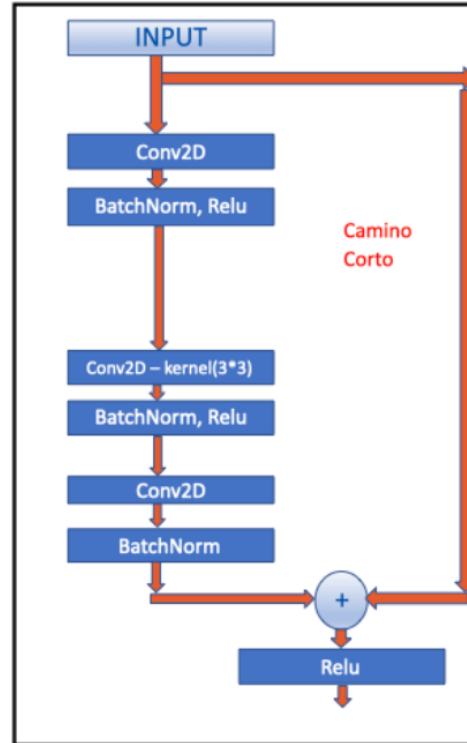 INPUT
Conv2D
BatchNorm, Relu
Camino
Corto
Conv2D – kernel(3*3)
BatchNorm, Relu
Conv2D
BatchNorm
+
Relu